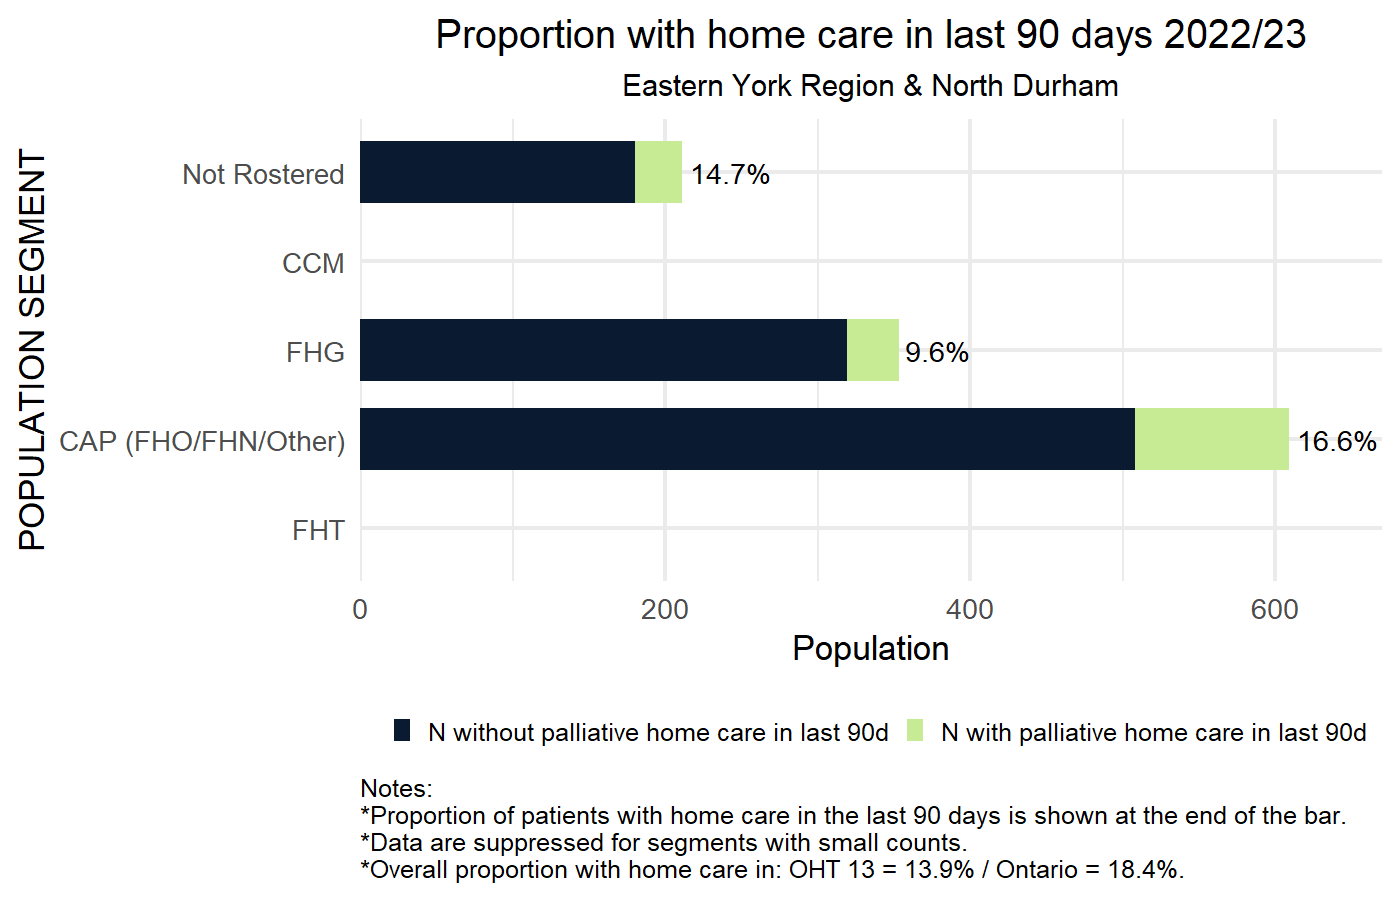 Proportion with home care in last 90 days 2022/23
Eastern York Region & North Durham
POPULATION SEGMENT
Not Rostered
14.7%
CCM
FHG
9.6%
CAP (FHO/FHN/Other)
16.6%
FHT
0
200
400
600
Population
N without palliative home care in last 90d
N with palliative home care in last 90d
Notes:
*Proportion of patients with home care in the last 90 days is shown at the end of the bar.
*Data are suppressed for segments with small counts.
*Overall proportion with home care in: OHT 13 = 13.9% / Ontario = 18.4%.